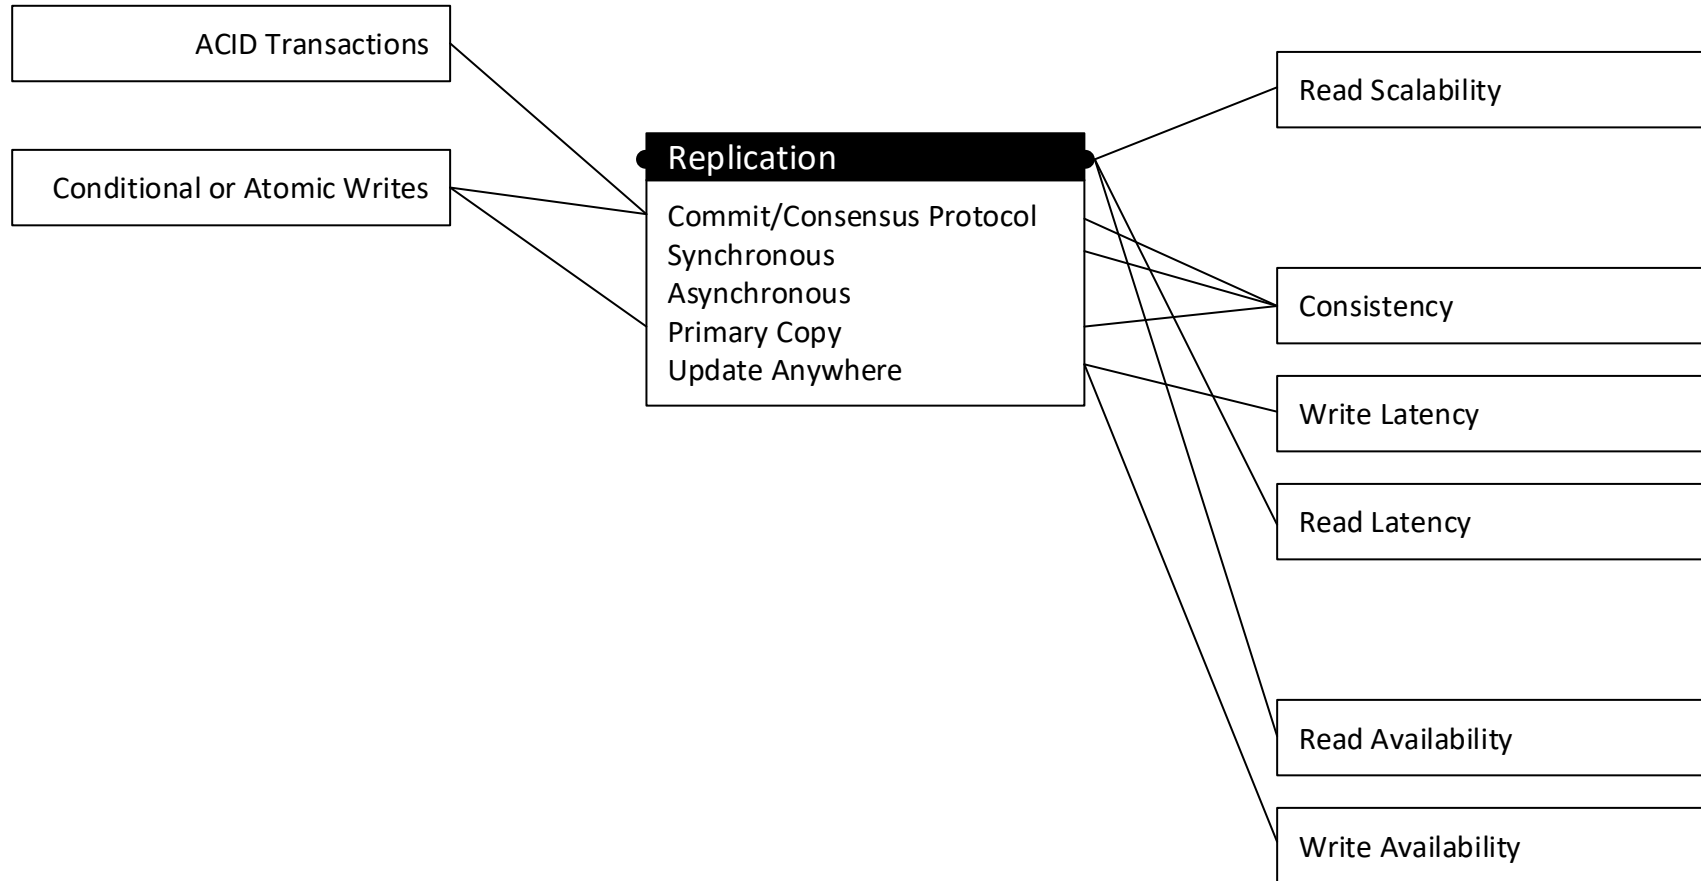 ACID Transactions
Conditional or Atomic Writes
Replication
Commit/Consensus Protocol
Synchronous
Asynchronous
Primary Copy
Update Anywhere
Read Scalability
Consistency
Write Latency
Read Latency
Read Availability
Write Availability